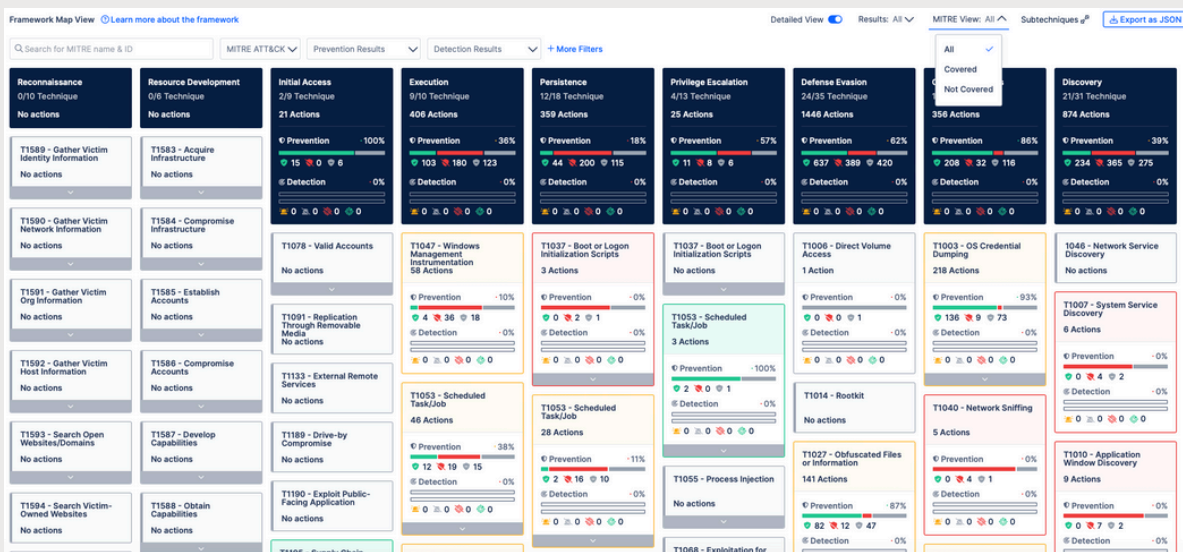 Framework Map View Learn more about the framework
Detailed View Results: All MITRE View: All Subtechniques Export as JSON
Search for MITRE name & ID MITRE ATT&CK Prevention Results Detection Results + More Filters
All
Covered
Not Covered
Reconnaissance
0/10 Technique
No actions
T1589 - Gather Victim
Identity Information
No actions
T1590 - Gather Victim
Network Information
No actions
T1591 - Gather Victim
Org Information
No actions
T1592 - Gather Victim
Host Information
No actions
T1593 - Search Open
Websites/Domains
No actions
T1594 - Search Victim-
Owned Websites
No actions
Resource Development
0/6 Technique
No actions
T1583 - Acquire
Infrastructure
No actions
T1584 - Compromise
Infrastructure
No actions
T1585 - Establish
Accounts
No actions
T1586 - Compromise
Accounts
No actions
T1587 - Develop
Capabilities
No actions
T1588 - Obtain
Capabilities
No actions
Initial Access
2/9 Technique
21 Actions
Prevention 100%
15 0 6
Detection 0%
0 0 0 0
T1078 - Valid Accounts
No actions
T1091 - Replication
Through Removable
Media
No actions
T1133 - External Remote
Services
No actions
T1189 - Drive-by
Compromise
No actions
T1190 - Exploit Public-
Facing Application
No actions
Execution
9/10 Technique
406 Actions
Prevention 36%
103 180 123
Detection 0%
0 0 0 0
T1047 - Windows
Management
Instrumentation
58 Actions
Prevention 10%
4 36 18
Detection 0%
0 0 0 0
T1053 - Scheduled
Task/Job
46 Actions
Prevention 38%
12 19 15
Detection 0%
0 0 0 0
Persistence
12/18 Technique
359 Actions
Prevention 18%
44 200 115
Detection 0%
0 0 0 0
T1037 - Boot or Logon
Initialization Scripts
3 Actions
Prevention 0%
0 2 1
Detection 0%
0 0 0 0
T1053 - Scheduled
Task/Job
28 Actions
Prevention 11%
2 16 10
Detection 0%
0 0 0 0
Privilege Escalation
4/13 Technique
25 Actions
Prevention 57%
11 8 6
Detection 0%
0 0 0 0
T1037 - Boot or Logon
Initialization Scripts
No actions
T1053 - Scheduled
Task/Job
3 Actions
Prevention 100%
2 0 1
Detection 0%
0 0 0 0
T1055 - Process Injection
No actions
T1068 - Exploitation for
Defense Evasion
24/35 Technique
1446 Actions
Prevention 62%
637 389 420
Detection 0%
0 0 0 0
T1006 - Direct Volume
Access
1 Action
Prevention 0%
0 0 1
Detection 0%
0 0 0 0
T1014 - Rootkit
No actions
T1027 - Obfuscated Files
or Information
141 Actions
Prevention 87%
82 12 47
Detection 0%
356 Actions
Prevention 86%
208 32 116
Detection 0%
0 0 0 0
T1003 - OS Credential
Dumping
218 Actions
Prevention 93%
136 9 73
Detection 0%
0 0 0 0
T1040 - Network Sniffing
5 Actions
Prevention 0%
0 4 1
Detection 0%
0 0 0 0
Discovery
21/31 Technique
874 Actions
Prevention 39%
234 365 275
Detection 0%
0 0 0 0
1046 - Network Service
Discovery
No actions
T1007 - System Service
Discovery
6 Actions
Prevention 0%
0 4 2
Detection 0%
0 0 0 0
T1010 - Application
Window Discovery
9 Actions
Prevention 0%
0 7 2
Detection 0%